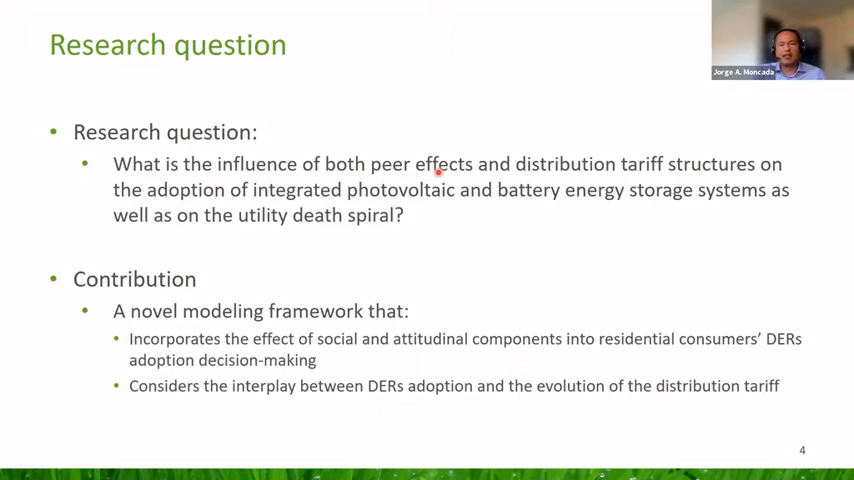 Research question
Jorge A. Moncada
• Research question:
• What is the influence of both peer effects and distribution tariff structures on
the adoption of integrated photovoltaic and battery energy storage systems as
well as on the utility death spiral?
• Contribution
• A novel modeling framework that:
• Incorporates the effect of social and attitudinal components into residential consumers’ DERs
adoption decision-making
• Considers the interplay between DERs adoption and the evolution of the distribution tariff
4